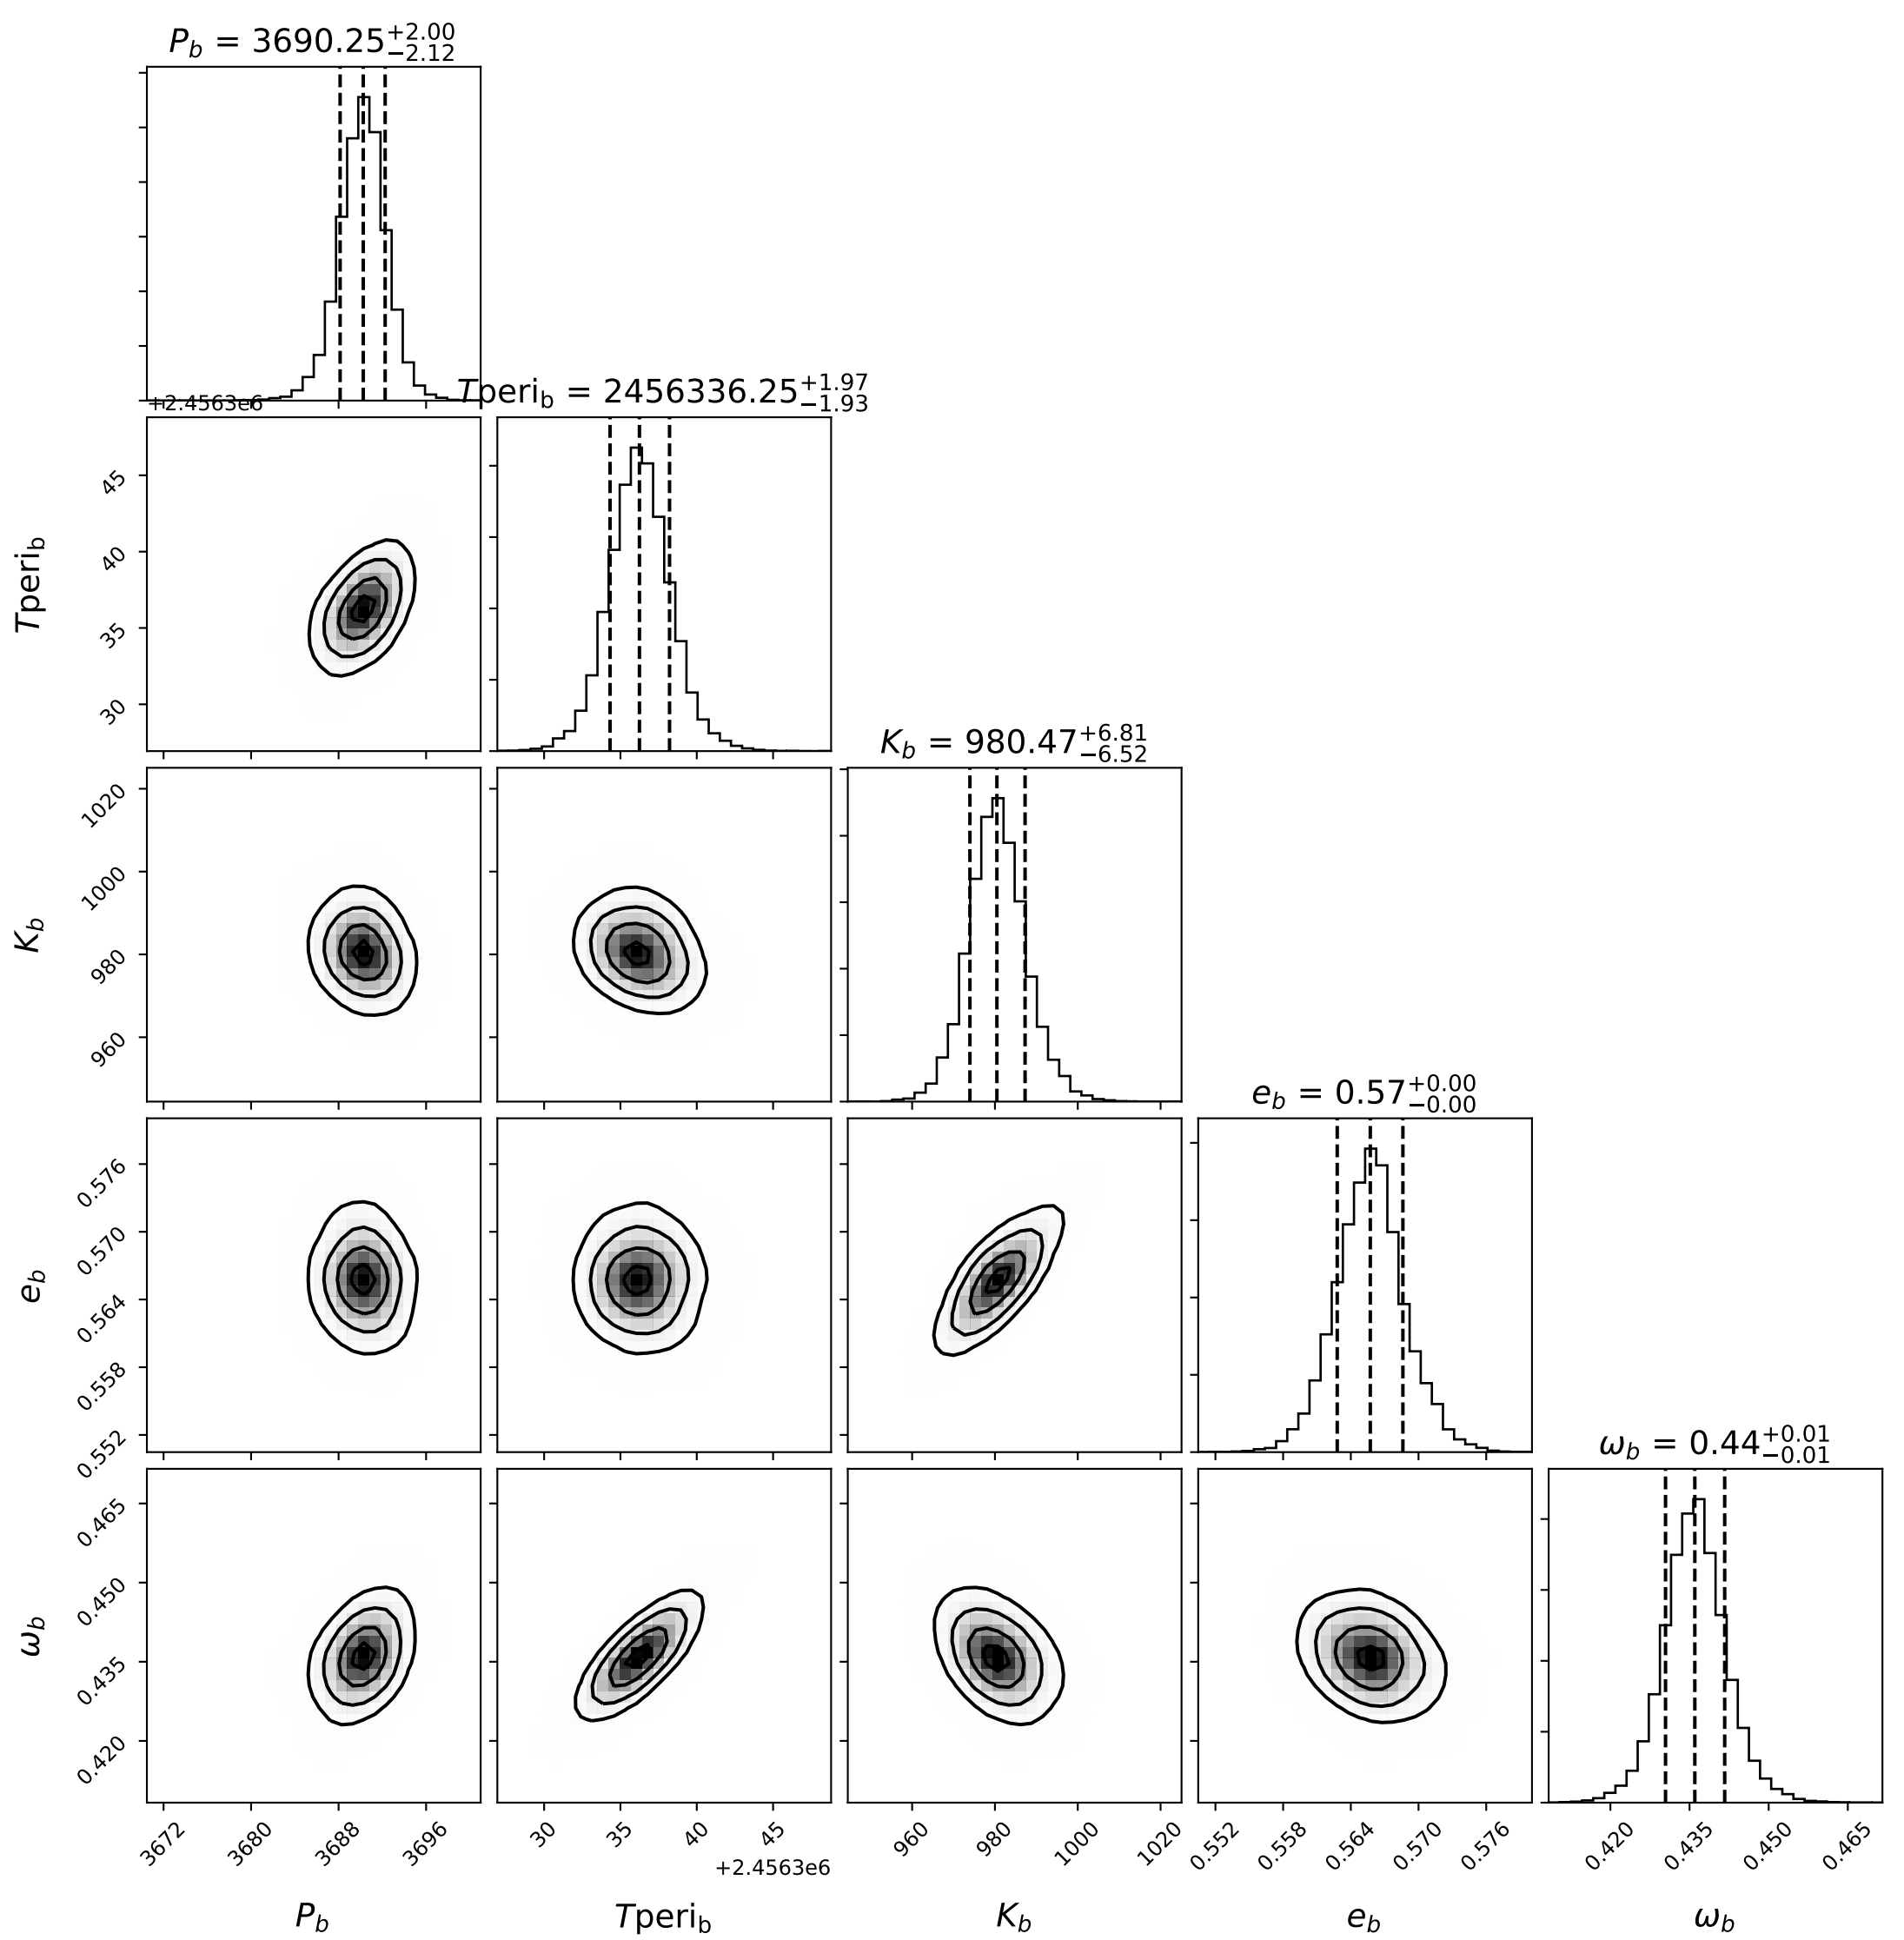 P_b = 3690.25^{+2.00}_{−2.12}
+2.4563e6
Tperi_b = 2456336.25^{+1.97}_{−1.93}
45
40
35
30
Tperi_b
K_b = 980.47^{+6.81}_{−6.52}
1020
1000
980
960
K_b
e_b = 0.57^{+0.00}_{−0.00}
0.576
0.570
0.564
0.558
0.552
e_b
ω_b = 0.44^{+0.01}_{−0.01}
0.465
0.450
0.435
0.420
ω_b
3672 3680 3688 3696 30 35 40 45 960 980 1000 1020 0.552 0.558 0.564 0.570 0.576 0.420 0.435 0.450 0.465
+2.4563e6
P_b Tperi_b K_b e_b ω_b